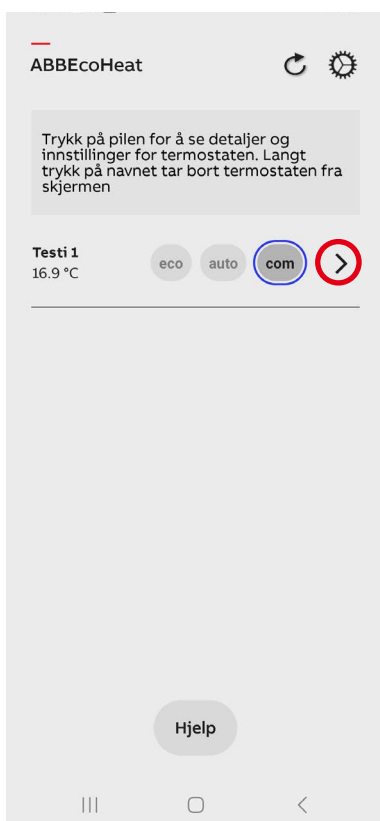 ABBEcoHeat
Trykk på pilen for å se detaljer og
innstillinger for termostaten. Langt
trykk på navnet tar bort termostaten fra
skjermen
Testi 1
16.9 °C
eco auto com
Hjelp